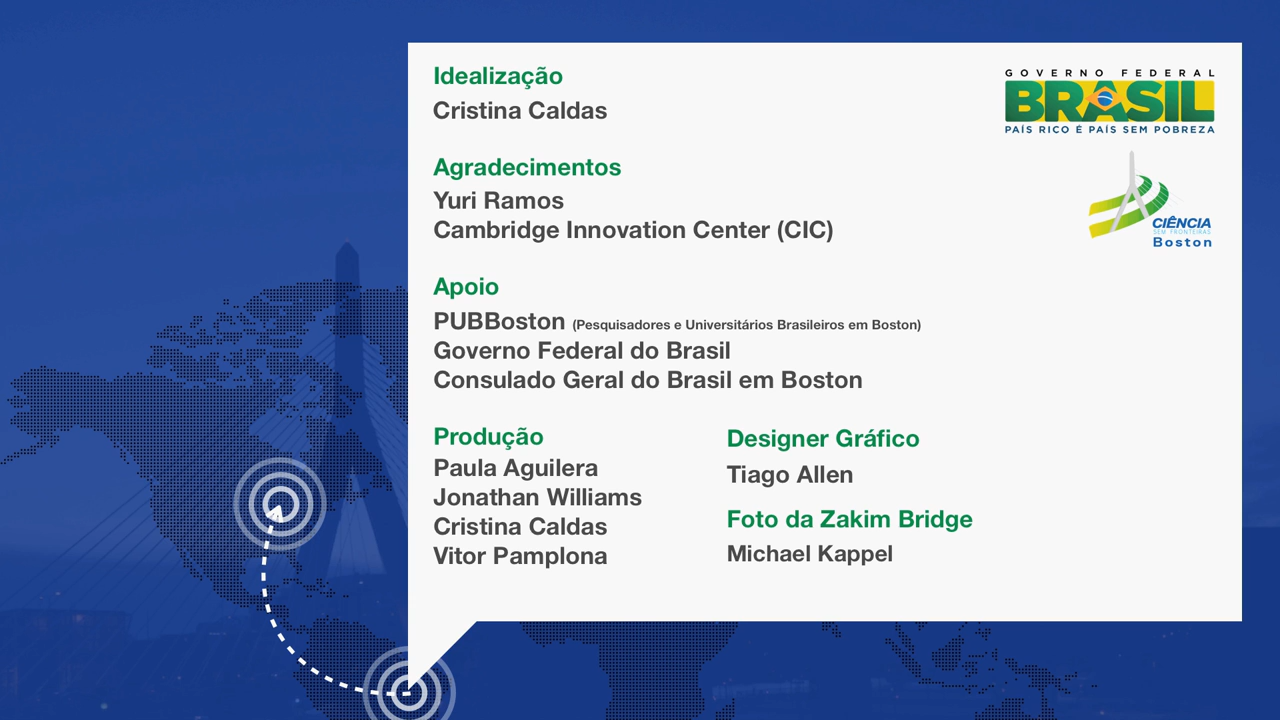 Idealização
Cristina Caldas
Agradecimentos
Yuri Ramos
Cambridge Innovation Center (CIC)
Apoio
PUBBoston (Pesquisadores e Universitários Brasileiros em Boston)
Governo Federal do Brasil
Consulado Geral do Brasil em Boston
Produção
Paula Aguilera
Jonathan Williams
Cristina Caldas
Vitor Pamplona
Designer Gráfico
Tiago Allen
Foto da Zakim Bridge
Michael Kappel
GOVERNO FEDERAL
BRASIL
PAÍS RICO É PAÍS SEM POBREZA
CIÊNCIA
SEM FRONTEIRAS
Boston